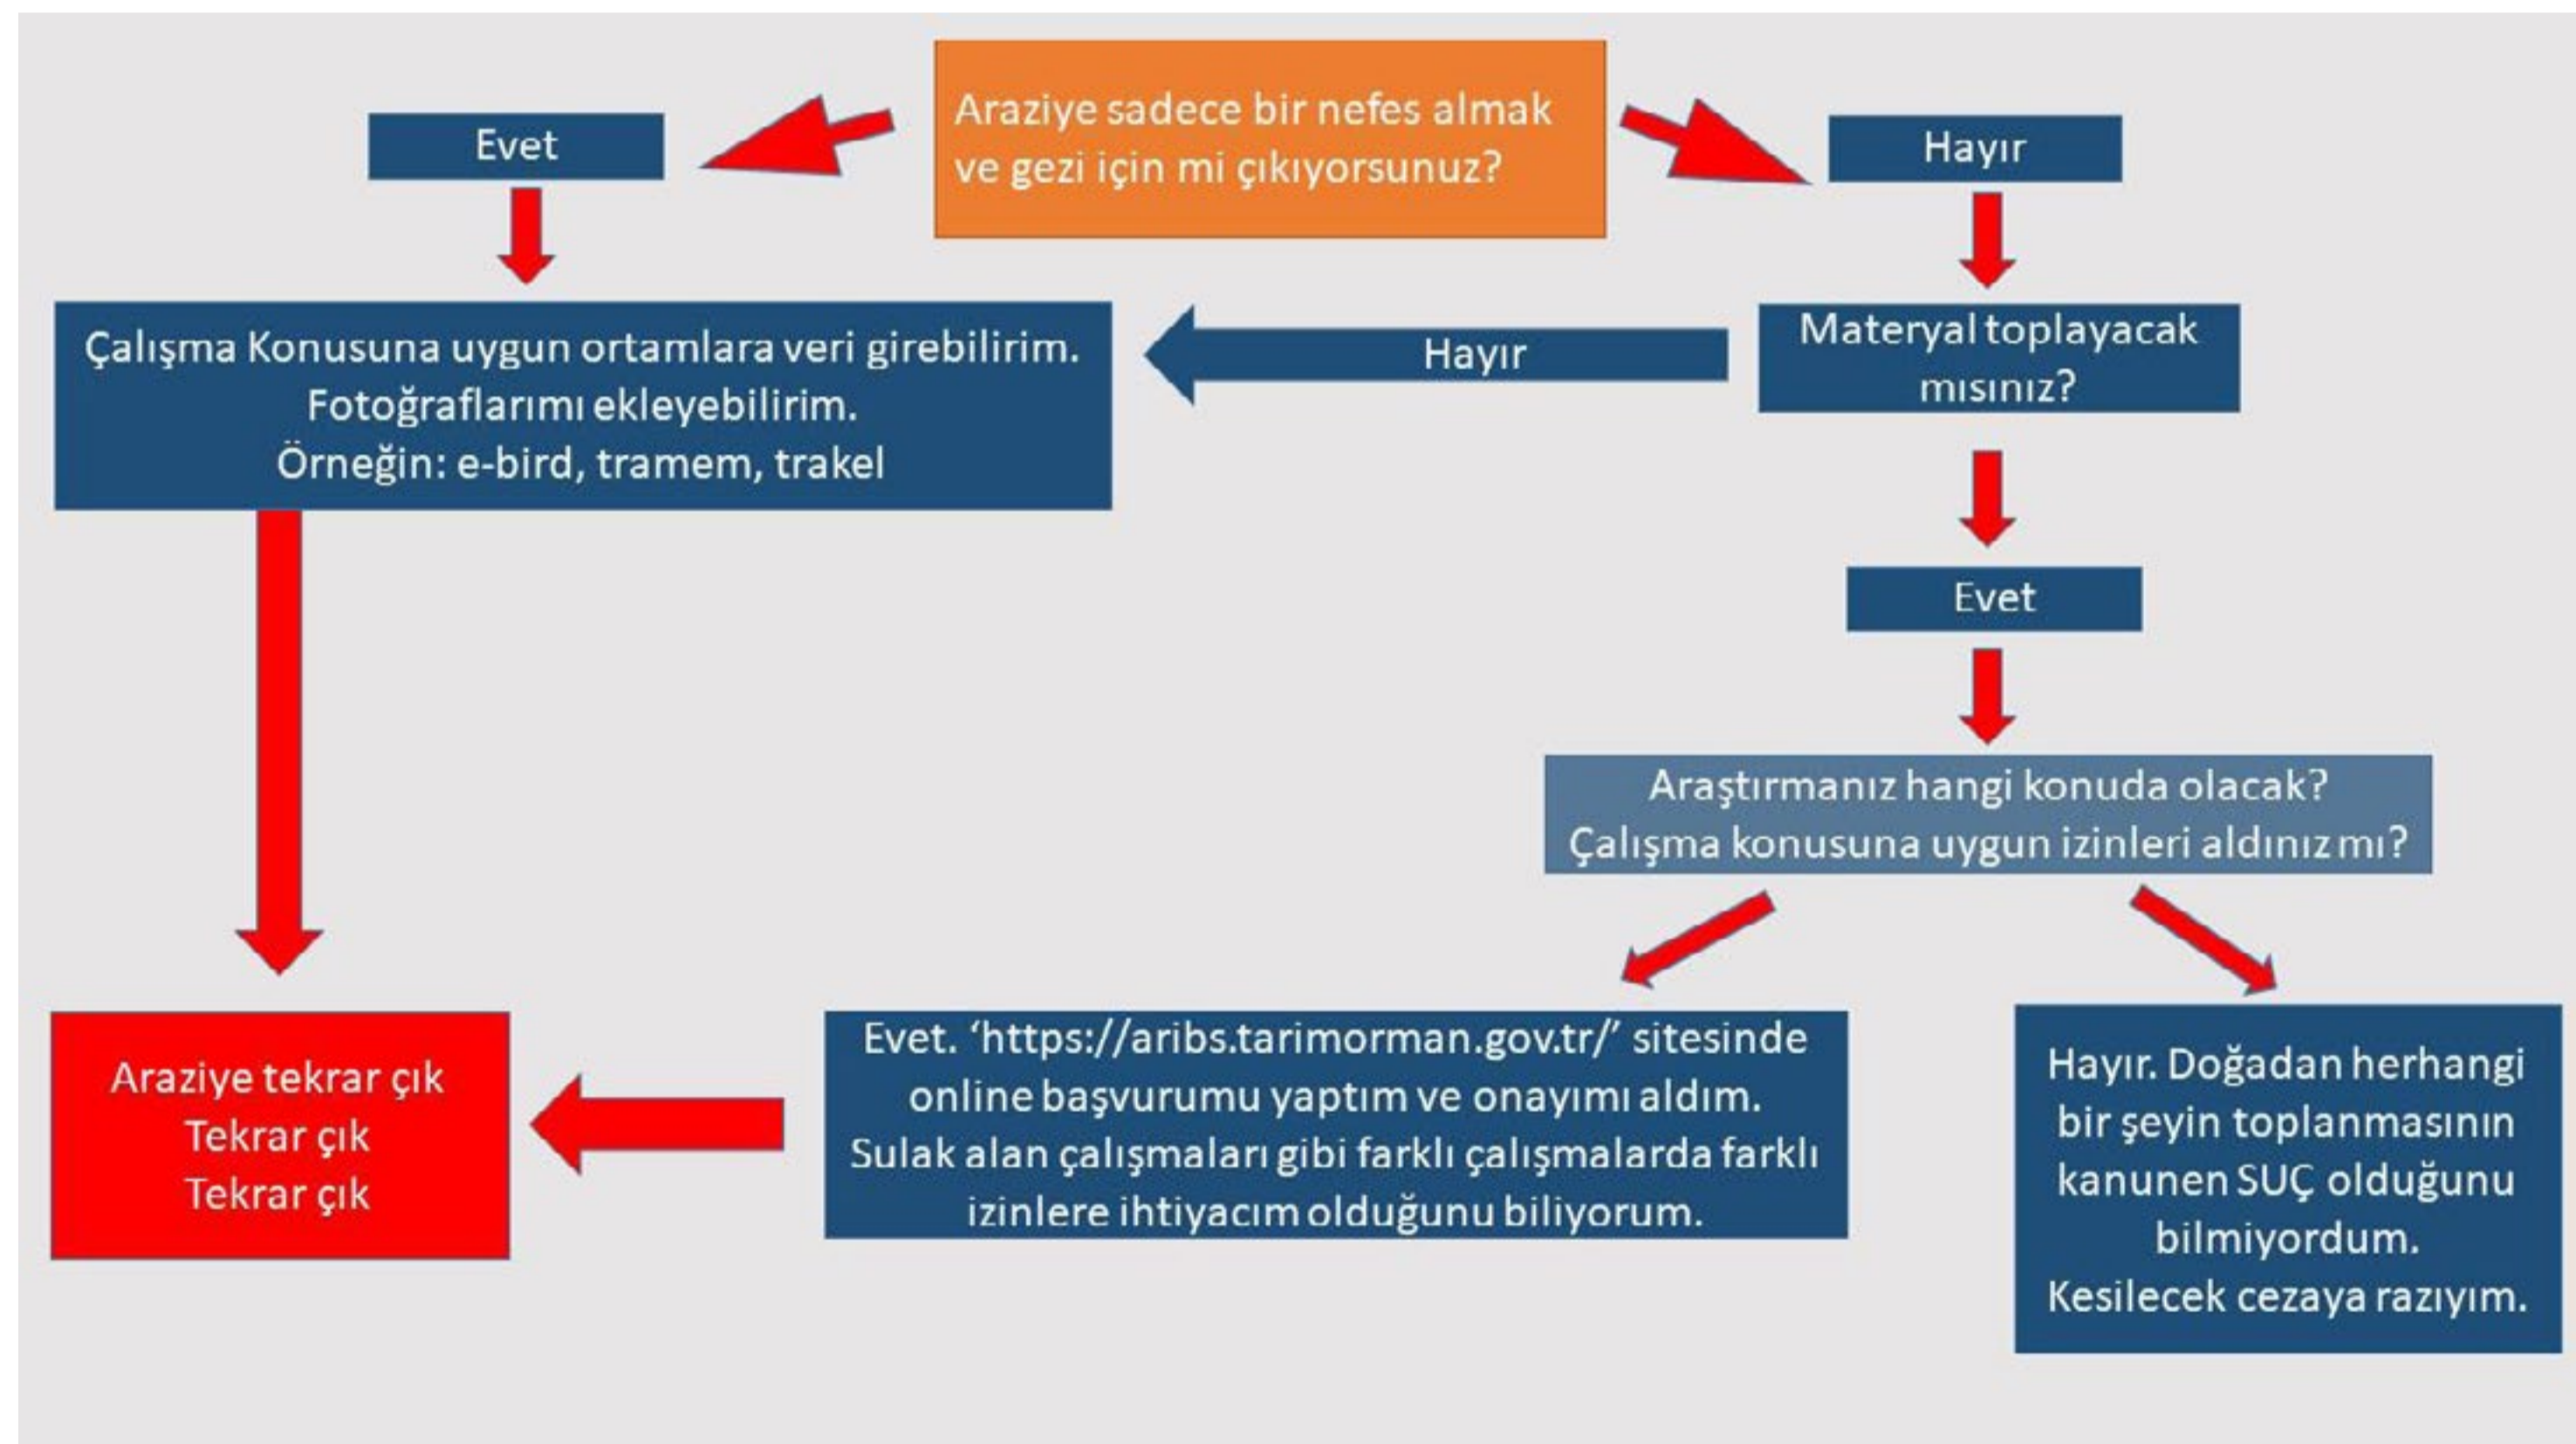 Araziye sadece bir nefes almak
ve gezi için mi çıkıyorsunuz?
Evet
Hayır
Çalışma Konusuna uygun ortamlara veri girebilirim.
Fotoğraflarımı ekleyebilirim.
Örneğin: e-bird, tramem, trakel
Hayır
Materyal toplayacak
mısınız?
Evet
Araştırmanız hangi konuda olacak?
Çalışma konusuna uygun izinleri aldınız mı?
Araziye tekrar çık
Tekrar çık
Tekrar çık
Evet. ‘https://aribs.tarimorman.gov.tr/’ sitesinde
online başvurumu yaptım ve onayımı aldım.
Sulak alan çalışmaları gibi farklı çalışmalarda farklı
izinlere ihtiyacım olduğunu biliyorum.
Hayır. Doğadan herhangi
bir şeyin toplanmasının
kanunen SUÇ olduğunu
bilmiyordum.
Kesilecek cezaya razıyım.